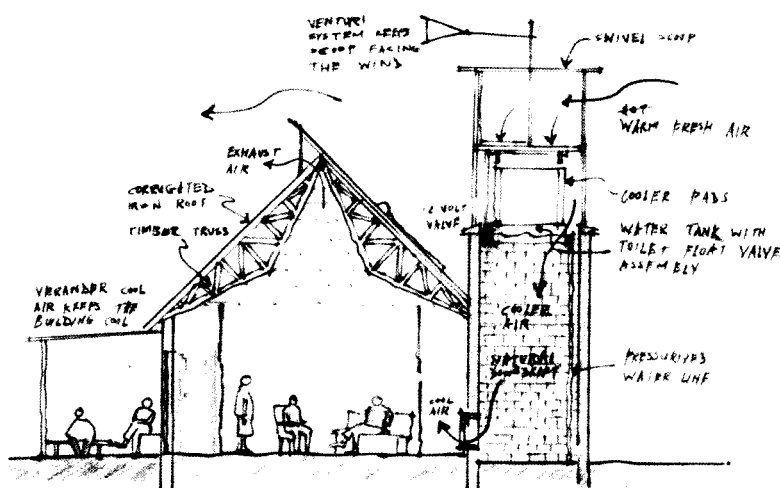 VENTURI
SYSTEM KEEPS
SCOOP FACING
THE WIND
SWIVEL SCOOP
HOT
WARM FRESH AIR
EXHAUST
AIR
CORRUGATED
IRON ROOF
TIMBER TRUSS
12 VOLT
VALVE
COOLER PADS
WATER TANK WITH
TOILET FLOAT VALVE
ASSEMBLY
VERANDER COOL
AIR KEEPS THE
BUILDING COOL
COOLER
AIR
NATURAL
DOWNDRAFT
PRESSURIZED
WATER LINE
COOL
AIR